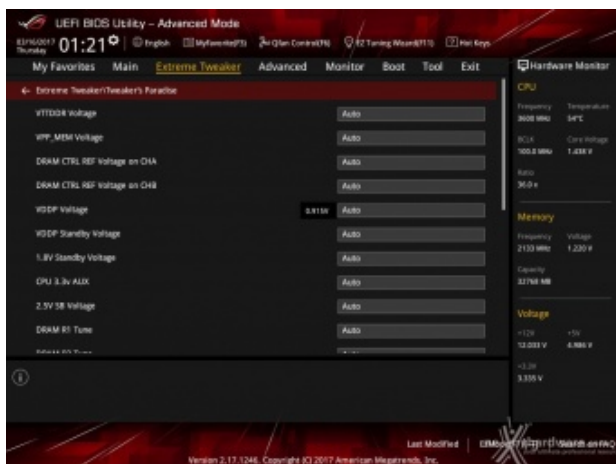 UEFI BIOS Utility – Advanced Mode
03/16/2017
Thursday
01:21
English
MyFavorite(F3)
Qfan Control(F6)
EZ Tuning Wizard(F11)
Hot Keys
My Favorites Main Extreme Tweaker Advanced Monitor Boot Tool Exit
Hardware Monitor
Extreme Tweaker\Tweaker's Paradise
VTTDDR Voltage Auto
VPP_MEM Voltage Auto
DRAM CTRL REF Voltage on CHA Auto
DRAM CTRL REF Voltage on CHB Auto
VDDP Voltage 0.915V Auto
VDDP Standby Voltage Auto
1.8V Standby Voltage Auto
CPU 3.3v AUX Auto
2.5V SB Voltage Auto
DRAM R1 Tune Auto
CPU
Frequency Temperature
3600 MHz 54°C
BCLK Core Voltage
100.0 MHz 1.438 V
Ratio
36.0 x
Memory
Frequency Voltage
2133 MHz 1.220 V
Capacity
32768 MB
Voltage
+12V +5V
12.033 V 4.986 V
+3.3V
3.335 V
Last Modified
Version 2.17.1246. Copyright (C) 2017 American Megatrends, Inc.